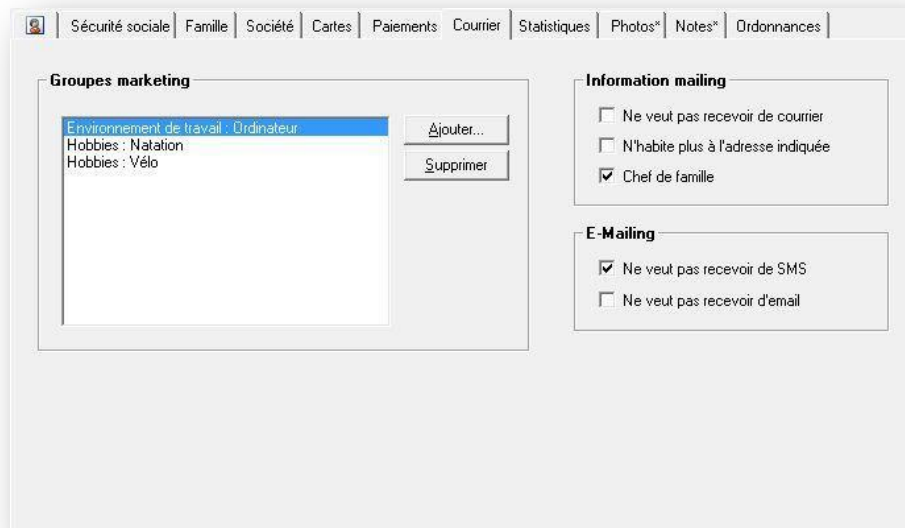 Sécurité sociale Famille Société Cartes Paiements Courrier Statistiques Photos* Notes* Ordonnances
Groupes marketing
Environnement de travail : Ordinateur
Hobbies : Natation
Hobbies : Vélo
Ajouter...
Supprimer
Information mailing
Ne veut pas recevoir de courrier
N'habite plus à l'adresse indiquée
Chef de famille
E-Mailing
Ne veut pas recevoir de SMS
Ne veut pas recevoir d'email